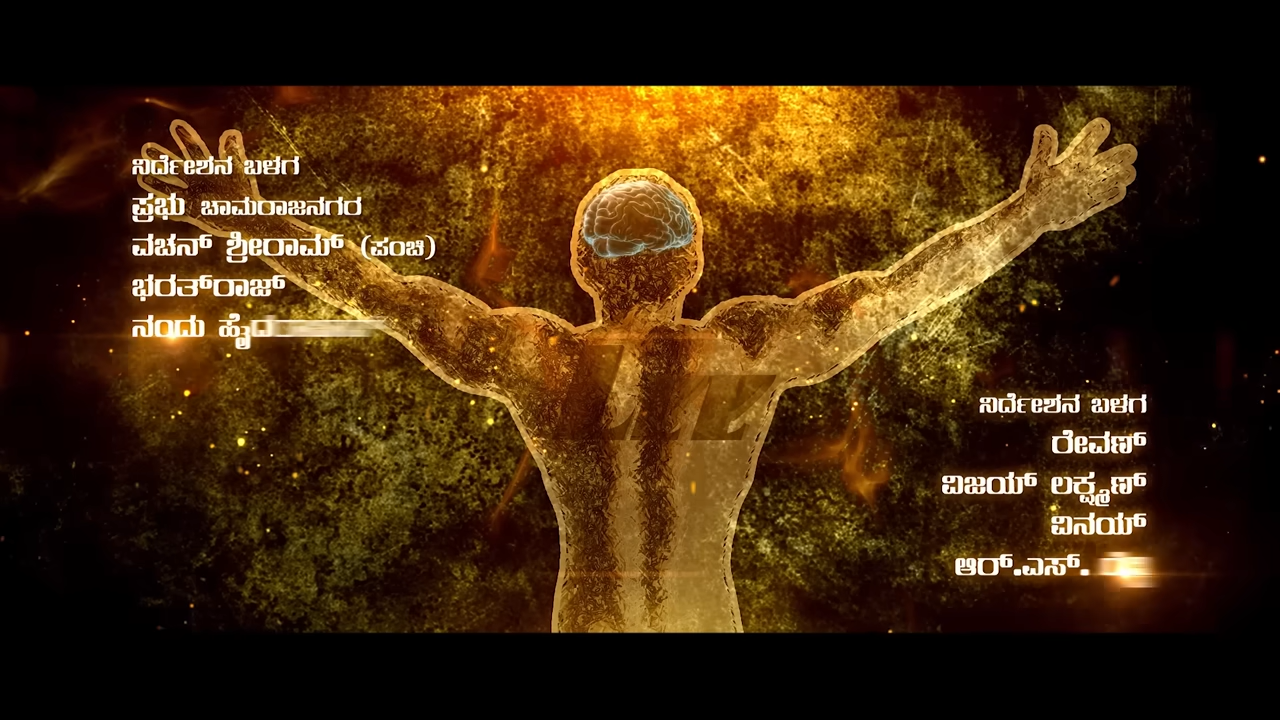 ನಿರ್ದೇಶನ ಬಳಗ
ಪ್ರಭು ಚಾಮರಾಜನಗರ
ವಚನ್ ಶ್ರೀರಾಮ್ (ಪಂಚಿ)
ಭರತ್‌ರಾಜ್
ನಂದು
ನಿರ್ದೇಶನ ಬಳಗ
ರೇವಣ್
ವಿಜಯ್ ಲಕ್ಷ್ಮಣ್
ವಿನಯ್
ಆರ್.ಎಸ್.